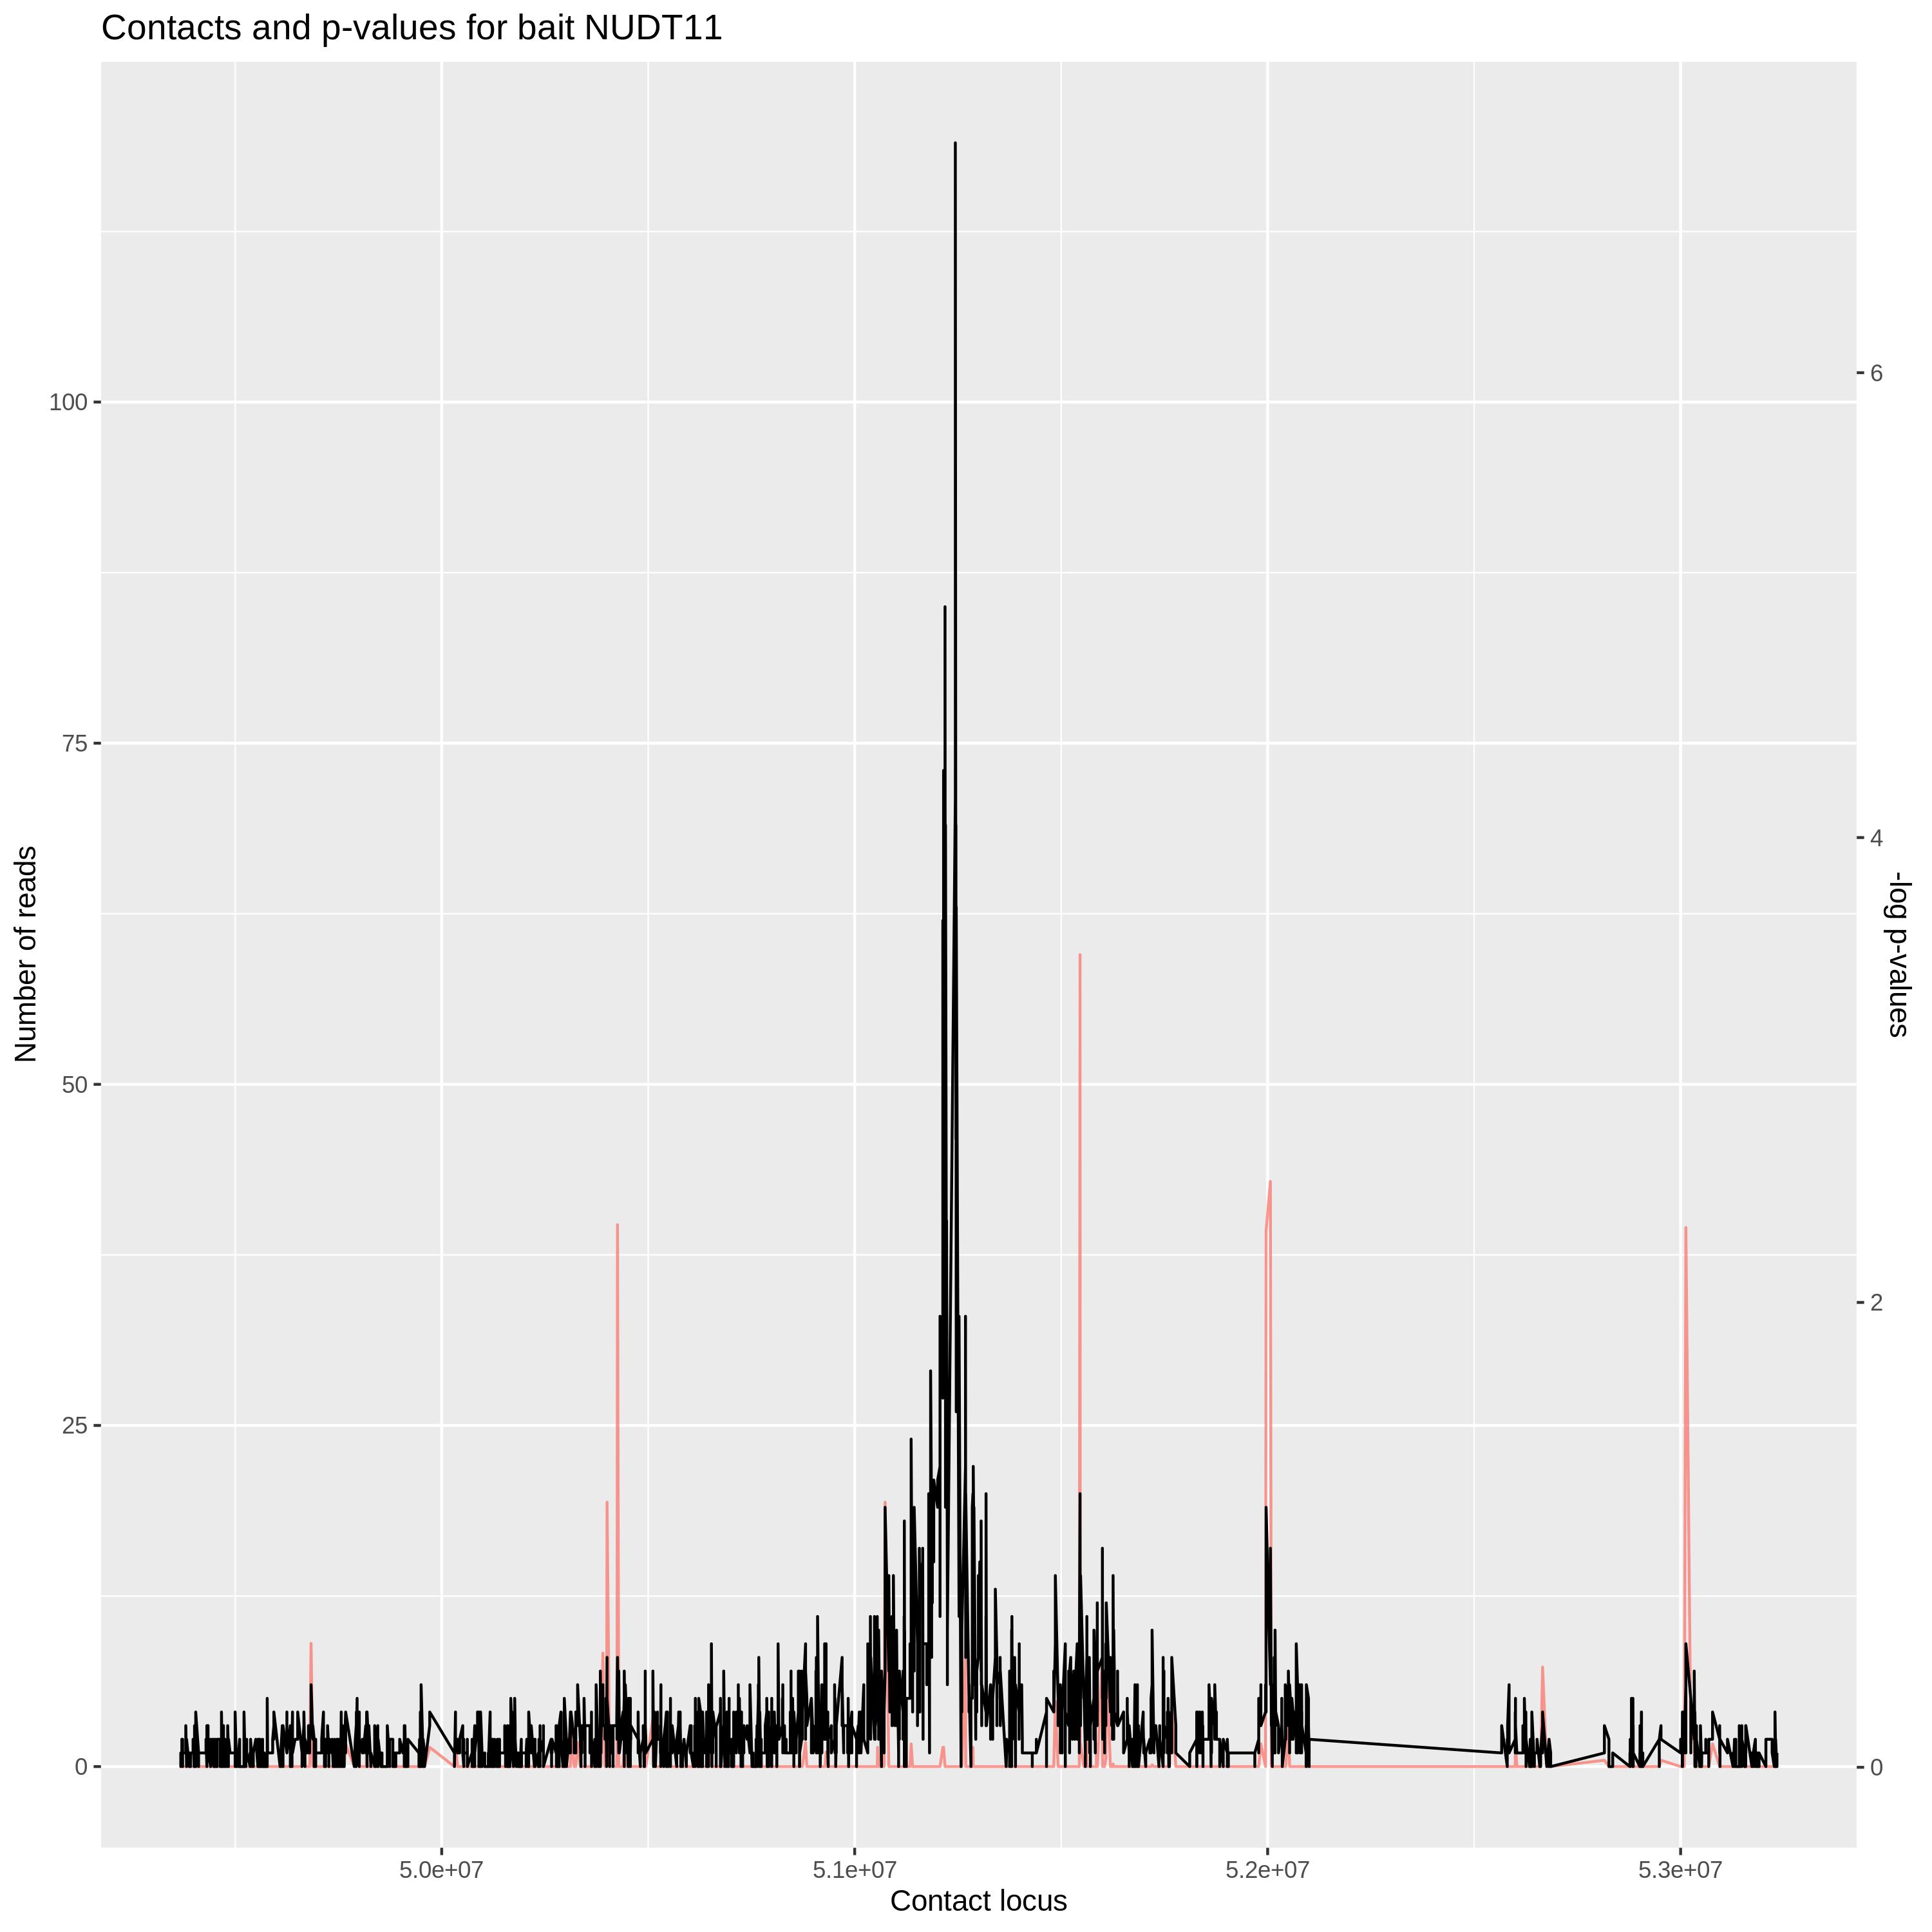 Contacts and p-values for bait NUDT11
100
75
50
25
0
Number of reads
6
4
2
0
-log p-values
5.0e+07
5.1e+07
5.2e+07
5.3e+07
Contact locus